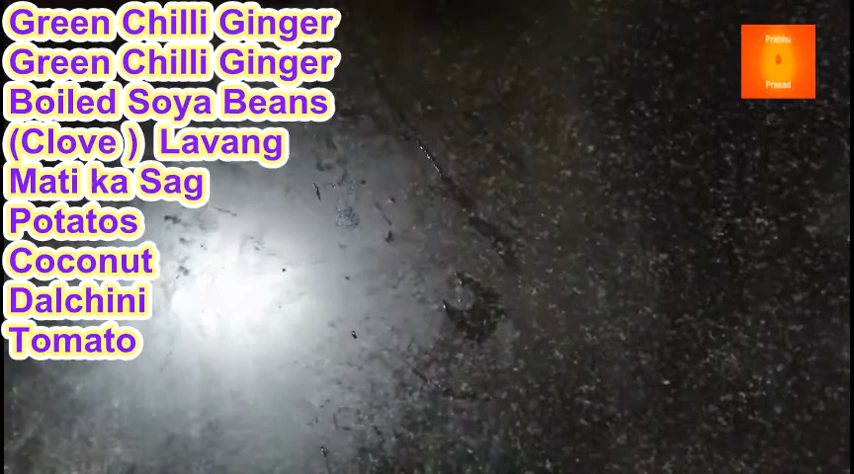 Green Chilli Ginger
Green Chilli Ginger
Boiled Soya Beans
(Clove ) Lavang
Mati ka Sag
Potatos
Coconut
Dalchini
Tomato
Prabhu
Prasad